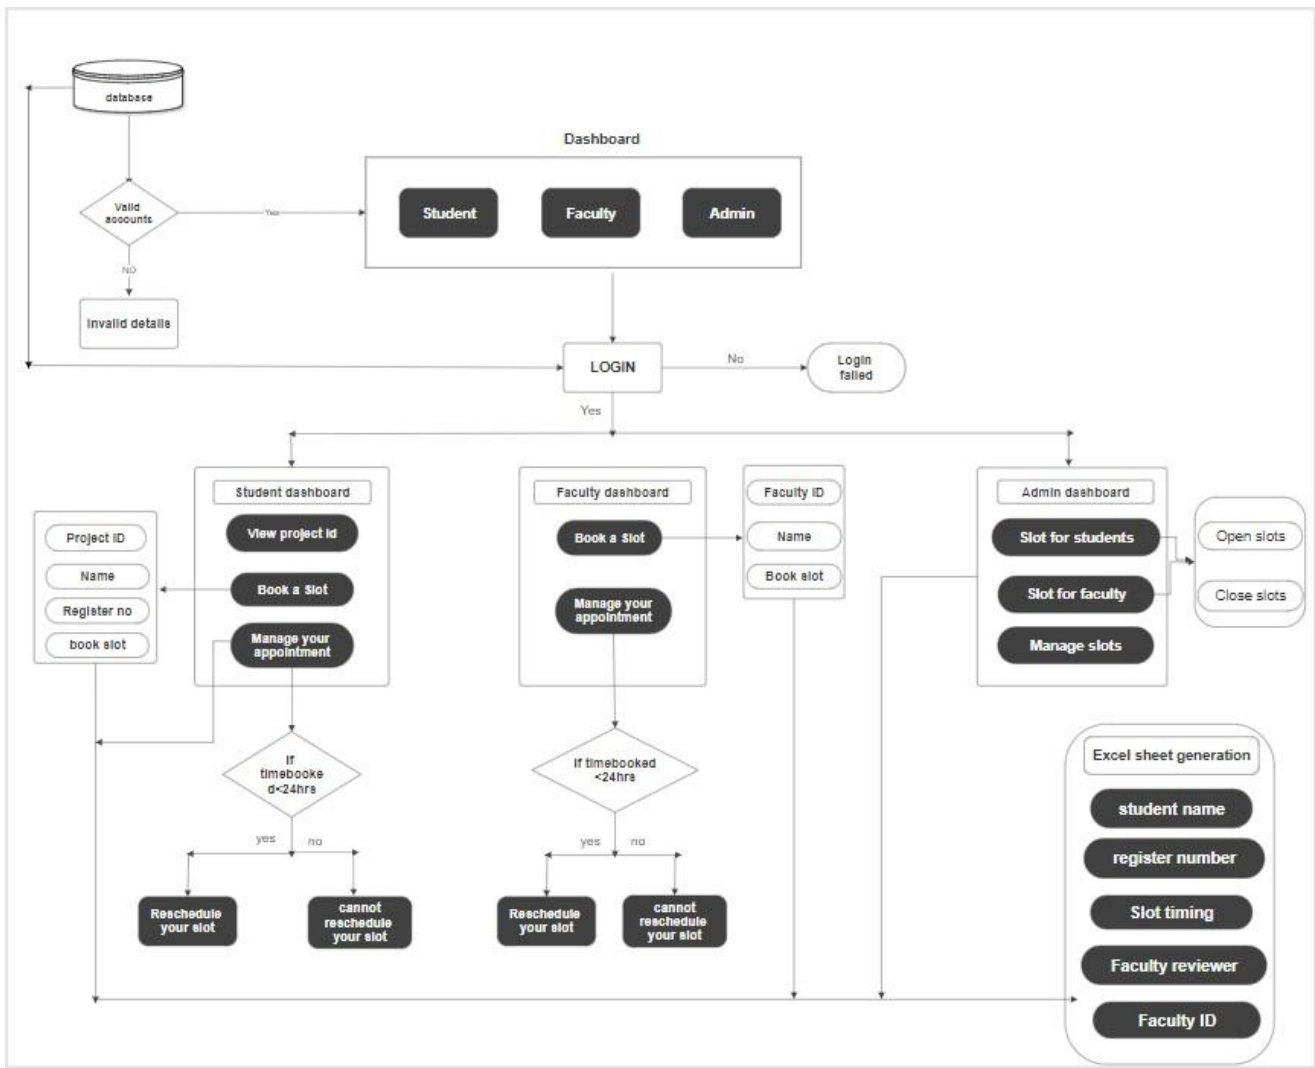 database
Dashboard
Valid
accounts
Yes
Student
Faculty
Admin
NO
Invalid details
LOGIN
No
Login
failed
Yes
Student dashboard
View project id
Book a Slot
Manage your
appointment
Project ID
Name
Register no
book slot
Faculty dashboard
Book a Slot
Manage your
appointment
Faculty ID
Name
Book slot
Admin dashboard
Slot for students
Slot for faculty
Manage slots
Open slots
Close slots
If
timebooke
d<24hrs
yes
no
Reschedule
your slot
cannot
reschedule
your slot
If timebooked
<24hrs
yes
no
Reschedule
your slot
cannot
reschedule
your slot
Excel sheet generation
student name
register number
Slot timing
Faculty reviewer
Faculty ID